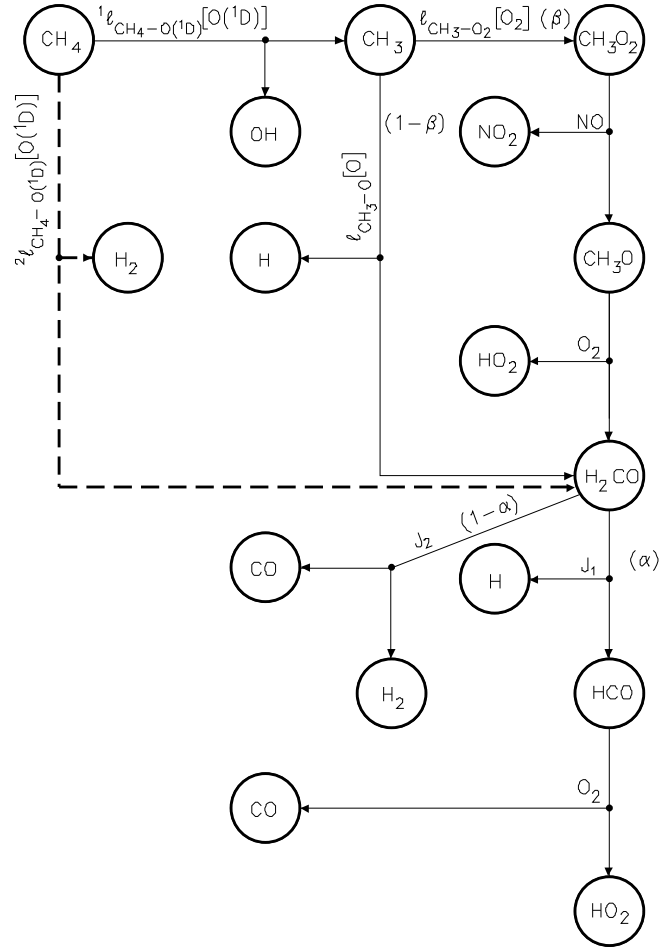 CH4 1ℓCH4-O(1D)[O(1D)] CH3 ℓCH3-O2[O2] (β) CH3O2
OH (1-β) NO2 NO
2ℓCH4-O(1D)[O(1D)] ℓCH3-O[O]
H2 H CH3O
HO2 O2
H2CO
J2 (1-α)
CO H J1 (α)
H2 HCO
O2
CO
HO2